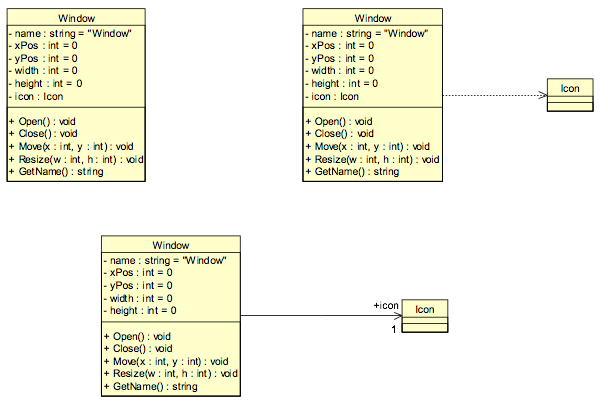 Window
- name : string = "Window"
- xPos : int = 0
- yPos : int = 0
- width : int = 0
- height : int = 0
- icon : Icon
+ Open() : void
+ Close() : void
+ Move(x : int, y : int) : void
+ Resize(w : int, h : int) : void
+ GetName() : string
Window
- name : string = "Window"
- xPos : int = 0
- yPos : int = 0
- width : int = 0
- height : int = 0
- icon : Icon
+ Open() : void
+ Close() : void
+ Move(x : int, y : int) : void
+ Resize(w : int, h : int) : void
+ GetName() : string
Icon
Window
- name : string = "Window"
- xPos : int = 0
- yPos : int = 0
- width : int = 0
- height : int = 0
+ Open() : void
+ Close() : void
+ Move(x : int, y : int) : void
+ Resize(w : int, h : int) : void
+ GetName() : string
+icon
1
Icon